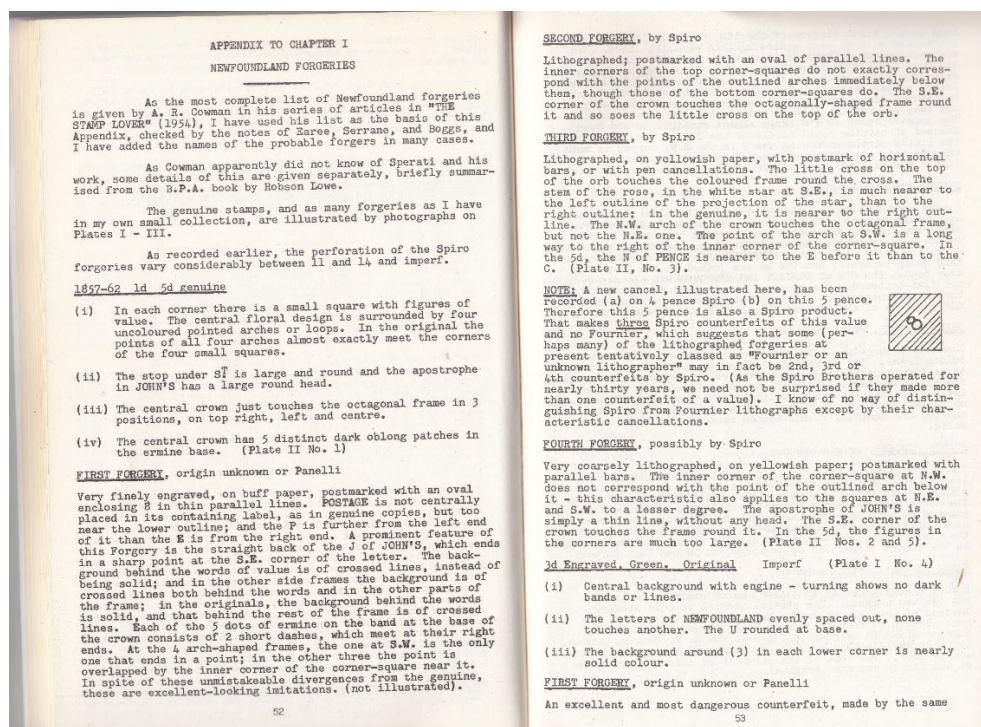 APPENDIX TO CHAPTER I
NEWFOUNDLAND FORGERIES
As the most complete list of Newfoundland forgeries
is given by A. R. Cowman in his series of articles in "THE
STAMP LOVER" (1954), I have used his list as the basis of this
Appendix, checked by the notes of Earee, Serrane, and Boggs, and
I have added the names of the probable forgers in many cases.
As Cowman apparently did not know of Sperati and his
work, some details of this are given separately, briefly summar-
ised from the B.P.A. book by Robson Lowe.
The genuine stamps, and as many forgeries as I have
in my own small collection, are illustrated by photographs on
Plates I - III.
As recorded earlier, the perforation of the Spiro
forgeries vary considerably between 11 and 14 and imperf.
1857-62 1d 5d genuine
(i) In each corner there is a small square with figures of
value. The central floral design is surrounded by four
uncoloured pointed arches or loops. In the original the
points of all four arches almost exactly meet the corners
of the four small squares.
(ii) The stop under ST is large and round and the apostrophe
in JOHN'S has a large round head.
(iii) The central crown just touches the octagonal frame in 3
positions, on top right, left and centre.
(iv) The central crown has 5 distinct dark oblong patches in
the ermine base. (Plate II No. 1)
FIRST FORGERY, origin unknown or Panelli
Very finely engraved, on buff paper, postmarked with an oval
enclosing 8 in thin parallel lines. POSTAGE is not centrally
placed in its containing label, as in genuine copies, but too
near the lower outline; and the P is further from the left end
of it than the E is from the right end. A prominent feature of
this Forgery is the straight back of the J of JOHN'S, which ends
in a sharp point at the S.E. corner of the letter. The back-
ground behind the words of value is of crossed lines, instead of
being solid; and in the other side frames the background is of
crossed lines both behind the words and in the other parts of
the frame; in the originals, the background behind the words
is solid, and that behind the rest of the frame is of crossed
lines. Each of the 5 dots of ermine on the band at the base of
the crown consists of 2 short dashes, which meet at their right
ends. At the 4 arch-shaped frames, the one at S.W. is the only
one that ends in a point; in the other three the point is
overlapped by the inner corner of the corner-square near it.
In spite of these unmistakeable divergences from the genuine,
these are excellent-looking imitations. (not illustrated).
52
SECOND FORGERY, by Spiro
Lithographed; postmarked with an oval of parallel lines. The
inner corners of the top corner-squares do not exactly corres-
pond with the points of the outlined arches immediately below
them, though those of the bottom corner-squares do. The S.E.
corner of the crown touches the octagonally-shaped frame round
it and so soes the little cross on the top of the orb.
THIRD FORGERY, by Spiro
Lithographed, on yellowish paper, with postmark of horizontal
bars, or with pen cancellations. The little cross on the top
of the orb touches the coloured frame round the cross. The
stem of the rose, in the white star at S.E., is much nearer to
the left outline of the projection of the star, than to the
right outline: in the genuine, it is nearer to the right out-
line. The N.W. arch of the crown touches the octagonal frame,
but not the N.E. one. The point of the arch at S.W. is a long
way to the right of the inner corner of the corner-square. In
the 5d, the N of PENCE is nearer to the E before it than to the
C. (Plate II, No. 3).
NOTE: A new cancel, illustrated here, has been
recorded (a) on 4 pence Spiro (b) on this 5 pence.
Therefore this 5 pence is also a Spiro product.
That makes three Spiro counterfeits of this value
and no Fournier, which suggests that some (per-
haps many) of the lithographed forgeries at
present tentatively classed as "Fournier or an
unknown lithographer" may in fact be 2nd, 3rd or
4th counterfeits by Spiro. (As the Spiro Brothers operated for
nearly thirty years, we need not be surprised if they made more
than one counterfeit of a value). I know of no way of distin-
guishing Spiro from Fournier lithographs except by their char-
acteristic cancellations.
8
FOURTH FORGERY, possibly by Spiro
Very coarsely lithographed, on yellowish paper; postmarked with
parallel bars. The inner corner of the corner-square at N.W.
does not correspond with the point of the outlined arch below
it - this characteristic also applies to the squares at N.E.
and S.W. to a lesser degree. The apostrophe of JOHN'S is
simply a thin line, without any head. The S.E. corner of the
crown touches the frame round it. In the 5d, the figures in
the corners are much too large. (Plate II Nos. 2 and 5).
3d Engraved, Green, Original Imperf (Plate I No. 4)
(i) Central background with engine - turning shows no dark
bands or lines.
(ii) The letters of NEWFOUNDLAND evenly spaced out, none
touches another. The U rounded at base.
(iii) The background around (3) in each lower corner is nearly
solid colour.
FIRST FORGERY, origin unknown or Panelli
An excellent and most dangerous counterfeit, made by the same
53